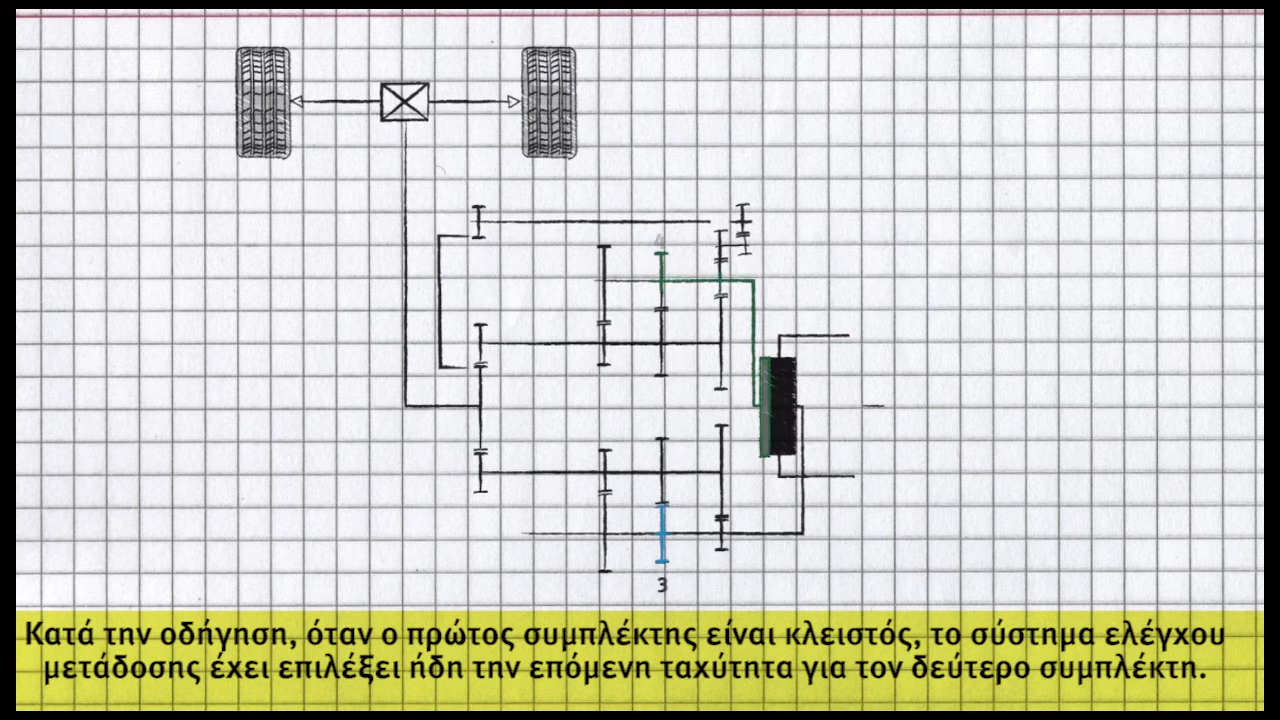 3
Κατά την οδήγηση, όταν ο πρώτος συμπλέκτης είναι κλειστός, το σύστημα ελέγχου
μετάδοσης έχει επιλέξει ήδη την επόμενη ταχύτητα για τον δεύτερο συμπλέκτη.